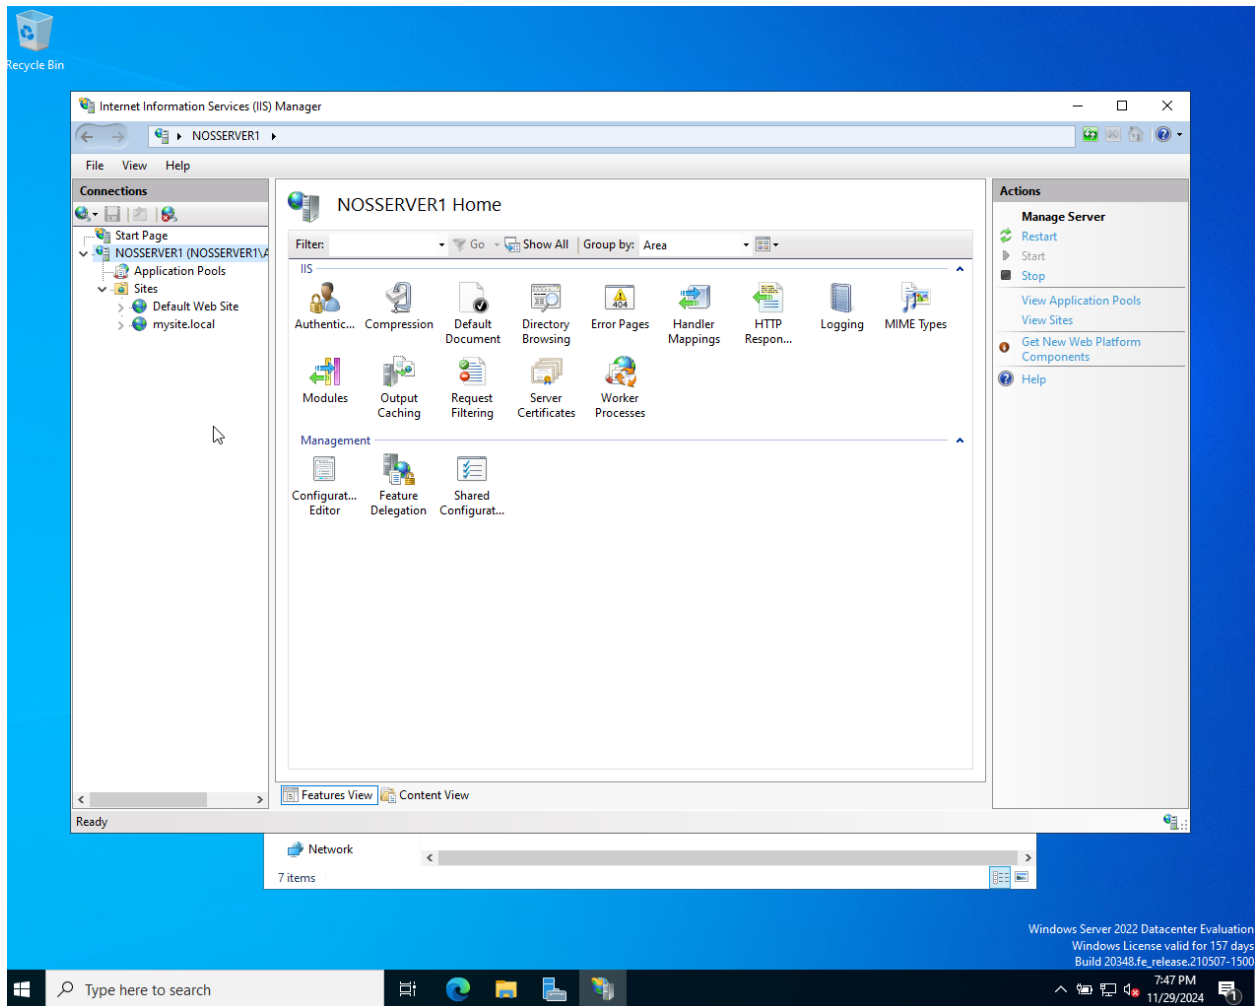 Recycle Bin
Internet Information Services (IIS) Manager
NOSSERVER1
File View Help
Connections
Start Page
NOSSERVER1 (NOSSERVER1\A
Application Pools
Sites
Default Web Site
mysite.local
NOSSERVER1 Home
Filter: Go Show All Group by: Area
IIS
Authentic... Compression Default Document Directory Browsing Error Pages Handler Mappings HTTP Respon... Logging MIME Types
Modules Output Caching Request Filtering Server Certificates Worker Processes
Management
Configurat... Editor Feature Delegation Shared Configurat...
Features View Content View
Actions
Manage Server
Restart
Start
Stop
View Application Pools
View Sites
Get New Web Platform
Components
Help
Ready
Network
7 items
Windows Server 2022 Datacenter Evaluation
Windows License valid for 157 days
Build 20348.fe_release.210507-1500
Type here to search
7:47 PM
11/29/2024
1